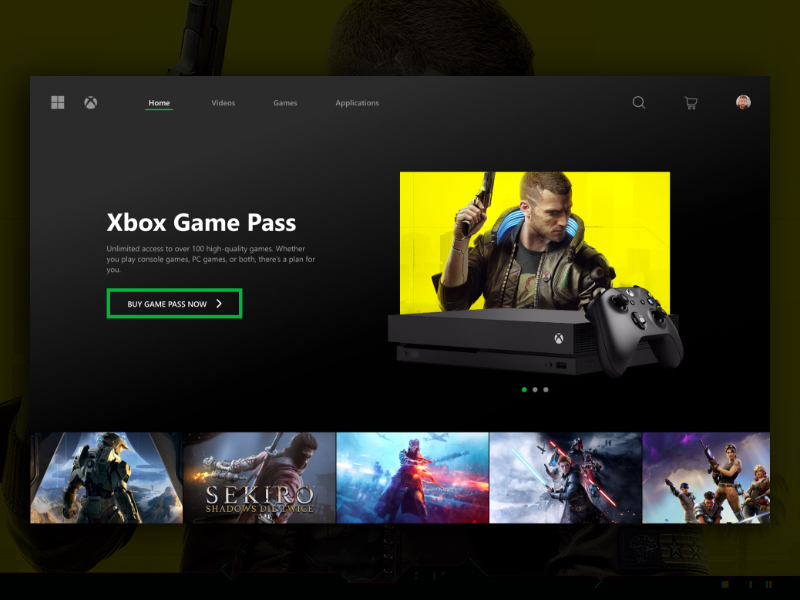 Home
Videos
Games
Applications
Xbox Game Pass
Unlimited access to over 100 high-quality games. Whether
you play console games, PC games, or both, there's a plan for
you.
BUY GAME PASS NOW
SEKIRO
SHADOWS DIE TWICE